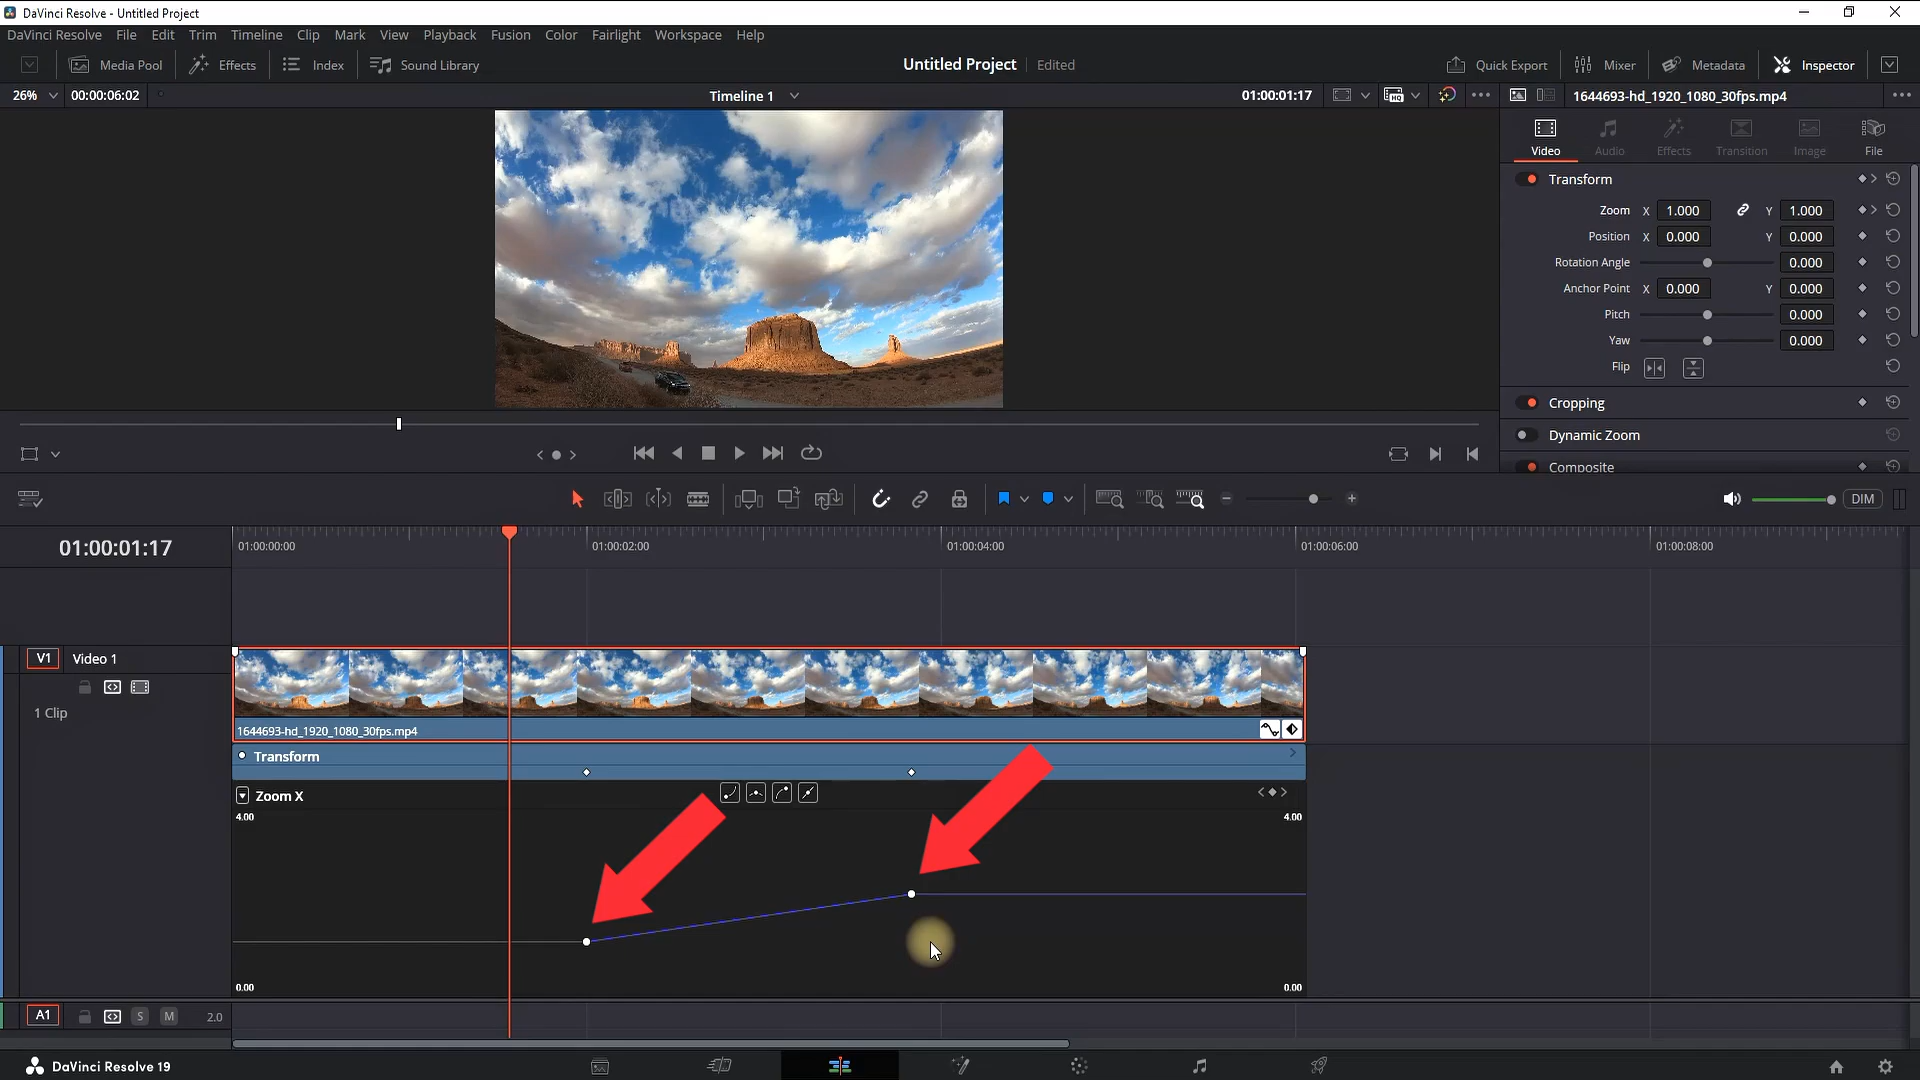 DaVinci Resolve - Untitled Project
DaVinci Resolve File Edit Trim Timeline Clip Mark View Playback Fusion Color Fairlight Workspace Help
Media Pool Effects Index Sound Library Untitled Project Edited Quick Export Mixer Metadata Inspector
26% 00:00:06:02 Timeline 1 01:00:01:17 1644693-hd_1920_1080_30fps.mp4
Video Audio Effects Transition Image File
Transform
Zoom X 1.000 Y 1.000
Position X 0.000 Y 0.000
Rotation Angle 0.000
Anchor Point X 0.000 Y 0.000
Pitch 0.000
Yaw 0.000
Flip
Cropping
Dynamic Zoom
Composite
DIM
01:00:01:17 01:00:00:00 01:00:02:00 01:00:04:00 01:00:06:00 01:00:08:00
V1 Video 1
1 Clip
1644693-hd_1920_1080_30fps.mp4
Transform
Zoom X
4.00 4.00
0.00 0.00
A1 S M 2.0
DaVinci Resolve 19